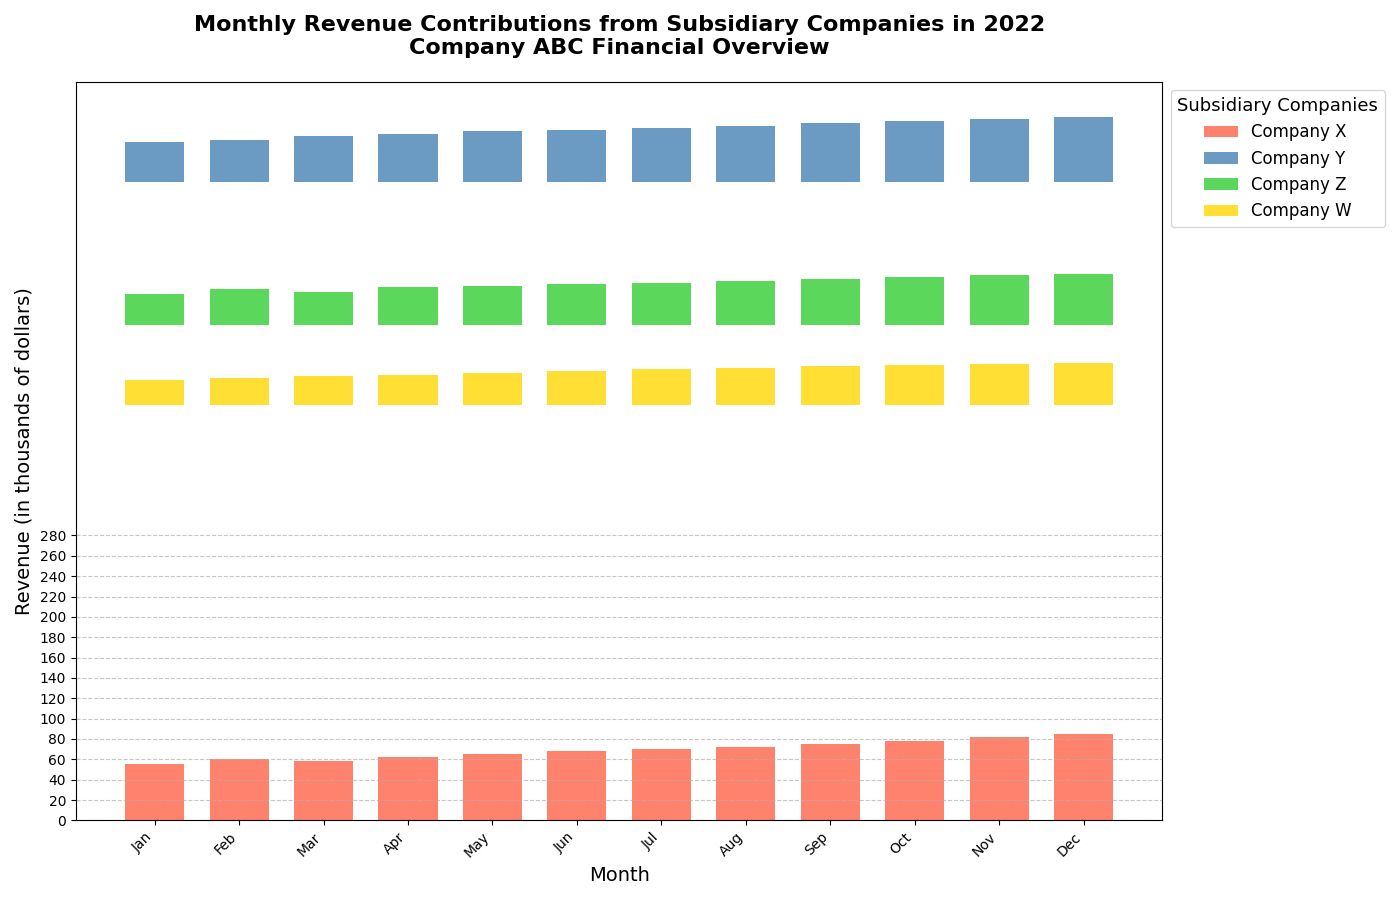 Monthly Revenue Contributions from Subsidiary Companies in 2022
Company ABC Financial Overview
Subsidiary Companies
Company X
Company Y
Company Z
Company W
Revenue (in thousands of dollars)
280
260
240
220
200
180
160
140
120
100
80
60
40
20
0
Jan
Feb
Mar
Apr
May
Jun
Jul
Aug
Sep
Oct
Nov
Dec
Month